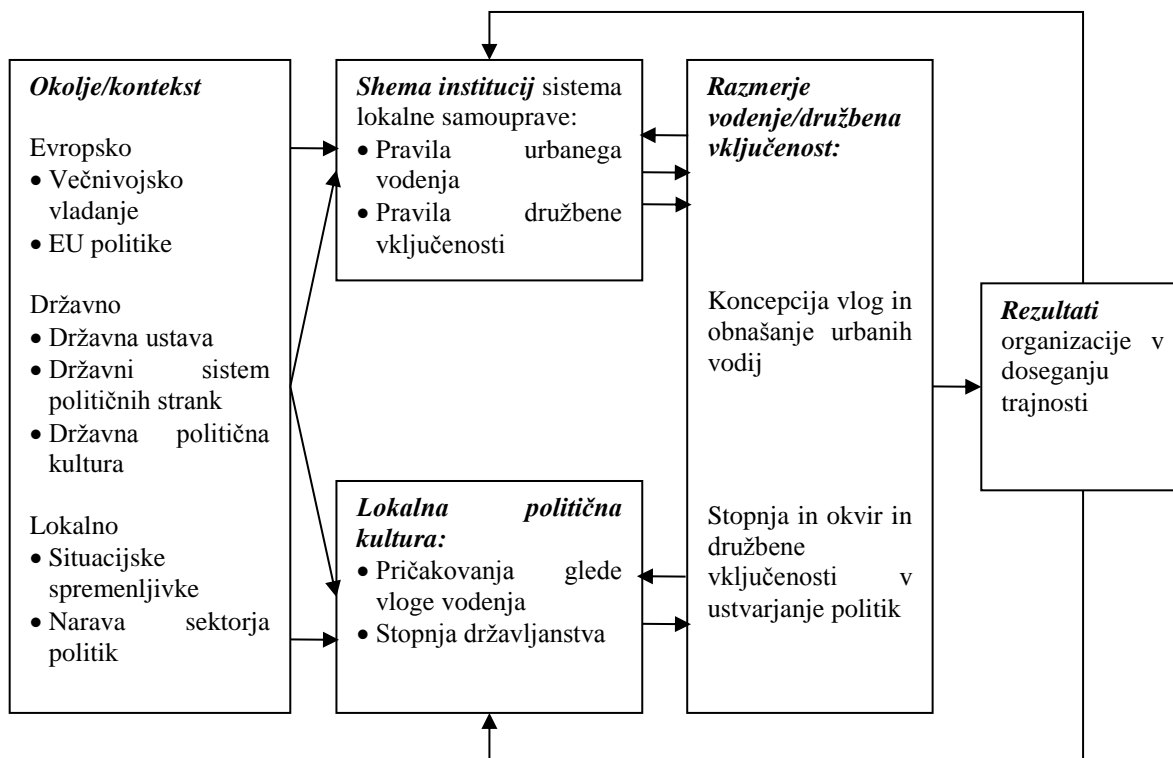 Okolje/kontekst
Evropsko
• Večnivojsko
vladanje
• EU politike
Državno
• Državna ustava
• Državni sistem
političnih strank
• Državna politična
kultura
Lokalno
• Situacijske
spremenljivke
• Narava sektorja
politik
Shema institucij sistema
lokalne samouprave:
• Pravila urbanega
vodenja
• Pravila družbene
vključenosti
Lokalna politična
kultura:
• Pričakovanja glede
vloge vodenja
• Stopnja državljanstva
Razmerje
vodenje/družbena
vključenost:
Koncepcija vlog in
obnašanje urbanih
vodij
Stopnja in okvir in
družbene
vključenosti v
ustvarjanje politik
Rezultati
organizacije v
doseganju
trajnosti